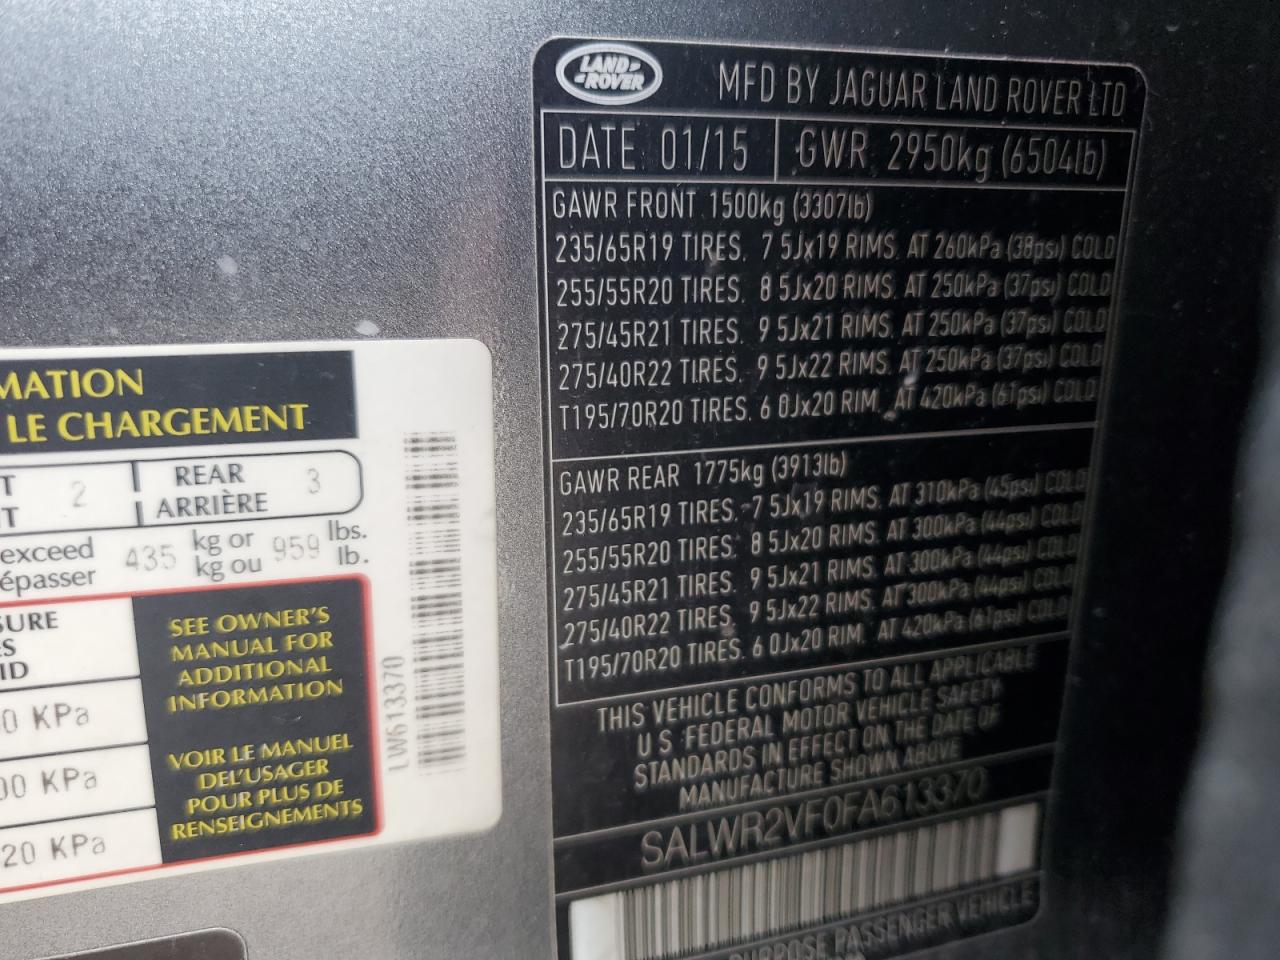 LAND ROVER
MFD BY JAGUAR LAND ROVER LTD
DATE 01/15 GWR 2950kg (6504lb)
GAWR FRONT 1500kg (3307lb)
235/65R19 TIRES. 7 5Jx19 RIMS. AT 260kPa (38psi) COLD
255/55R20 TIRES. 8 5Jx20 RIMS. AT 250kPa (37psi) COLD
275/45R21 TIRES. 9 5Jx21 RIMS. AT 250kPa (37psi) COLD
275/40R22 TIRES. 9 5Jx22 RIMS. AT 250kPa (37psi) COLD
T195/70R20 TIRES. 6 0Jx20 RIM. AT 420kPa (61psi) COLD
GAWR REAR 1775kg (3913lb)
235/65R19 TIRES. 7 5Jx19 RIMS. AT 310kPa (45psi) COLD
255/55R20 TIRES. 8 5Jx20 RIMS. AT 300kPa (44psi) COLD
275/45R21 TIRES. 9 5Jx21 RIMS. AT 300kPa (44psi) COLD
275/40R22 TIRES. 9 5Jx22 RIMS. AT 300kPa (44psi) COLD
T195/70R20 TIRES. 6 0Jx20 RIM. AT 420kPa (61psi) COLD
THIS VEHICLE CONFORMS TO ALL APPLICABLE
U S FEDERAL MOTOR VEHICLE SAFETY
STANDARDS IN EFFECT ON THE DATE OF
MANUFACTURE SHOWN ABOVE
SALWR2VF0FA613370
PURPOSE PASSENGER VEHICLE
MATION
LE CHARGEMENT
T 2 REAR 3
T ARRIÈRE
exceed 435 kg or 959 lbs.
épasser kg ou lb.
SURE
ES
ID
0 KPa
00 KPa
20 KPa
SEE OWNER'S
MANUAL FOR
ADDITIONAL
INFORMATION
VOIR LE MANUEL
DE L'USAGER
POUR PLUS DE
RENSEIGNEMENTS
LW613370